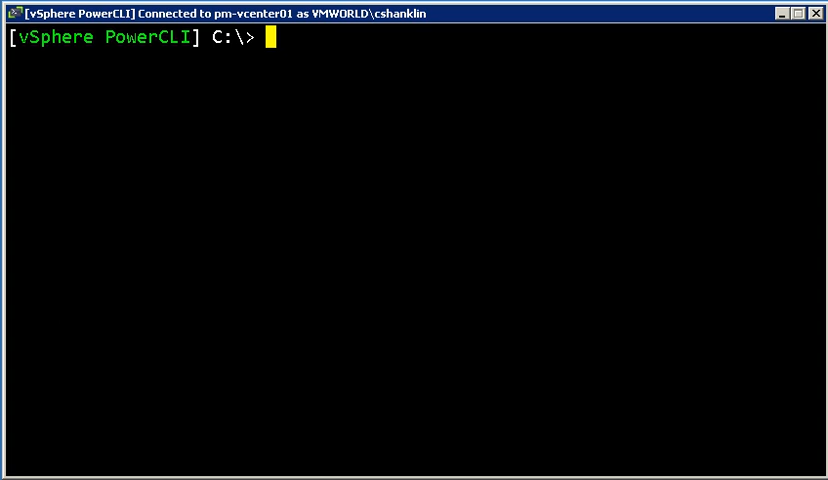 [vSphere PowerCLI] Connected to pm-vcenter01 as VMWORLD\cshanklin
[vSphere PowerCLI] C:\>